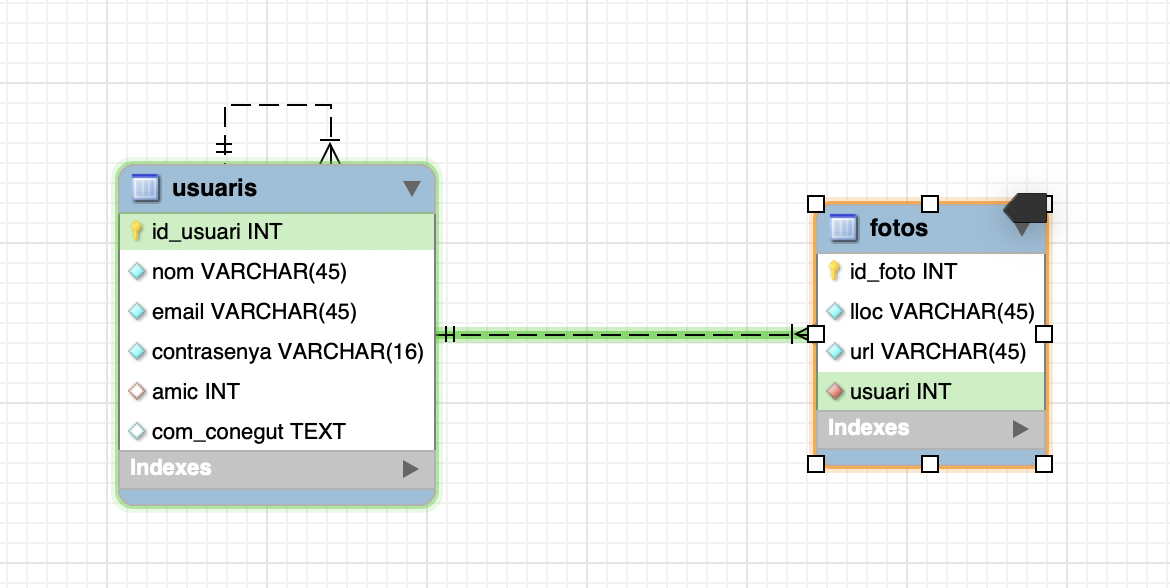 usuaris
id_usuari INT
nom VARCHAR(45)
email VARCHAR(45)
contrasenya VARCHAR(16)
amic INT
com_conegut TEXT
Indexes
fotos
id_foto INT
lloc VARCHAR(45)
url VARCHAR(45)
usuari INT
Indexes